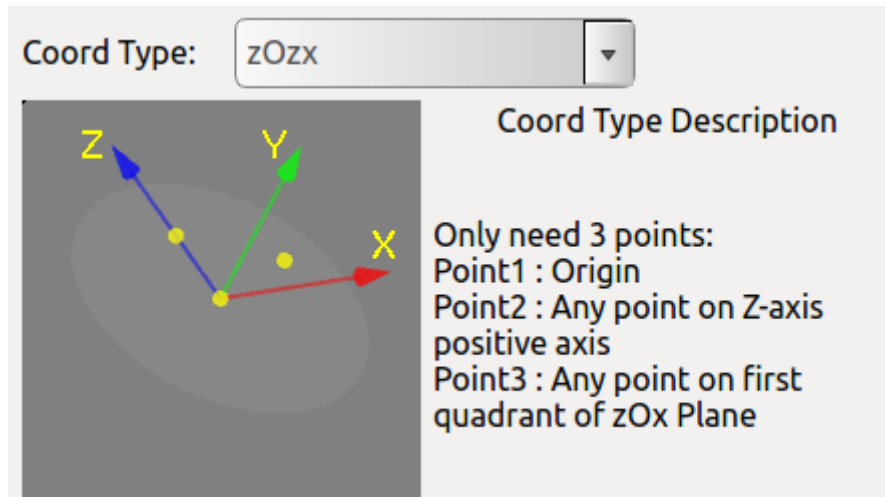 Coord Type:
zOzx
Coord Type Description
Z
Y
X
Only need 3 points:
Point1 : Origin
Point2 : Any point on Z-axis
positive axis
Point3 : Any point on first
quadrant of zOx Plane